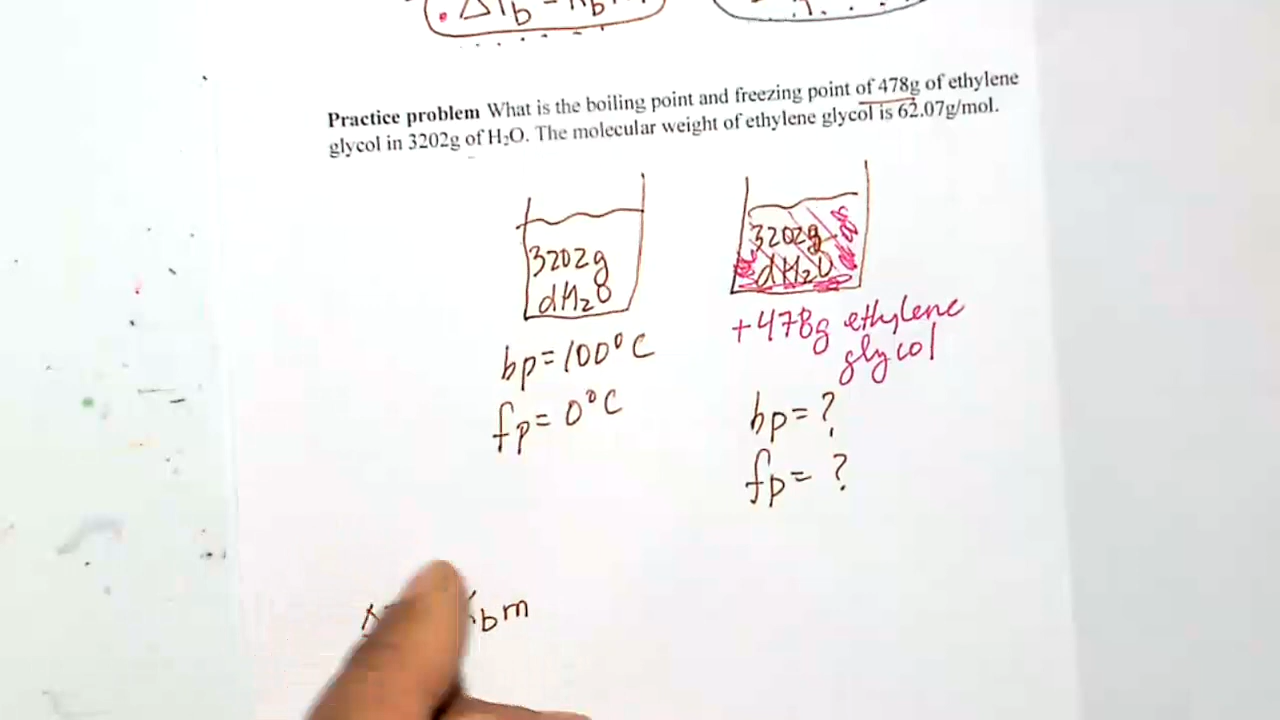 Practice problem What is the boiling point and freezing point of 478g of ethylene
glycol in 3202g of H₂O. The molecular weight of ethylene glycol is 62.07g/mol.
3202g
dH₂O
bp=100°C
fp=0°C
3202g
dH₂O
+478g ethylene
glycol
bp=?
fp=?
bm